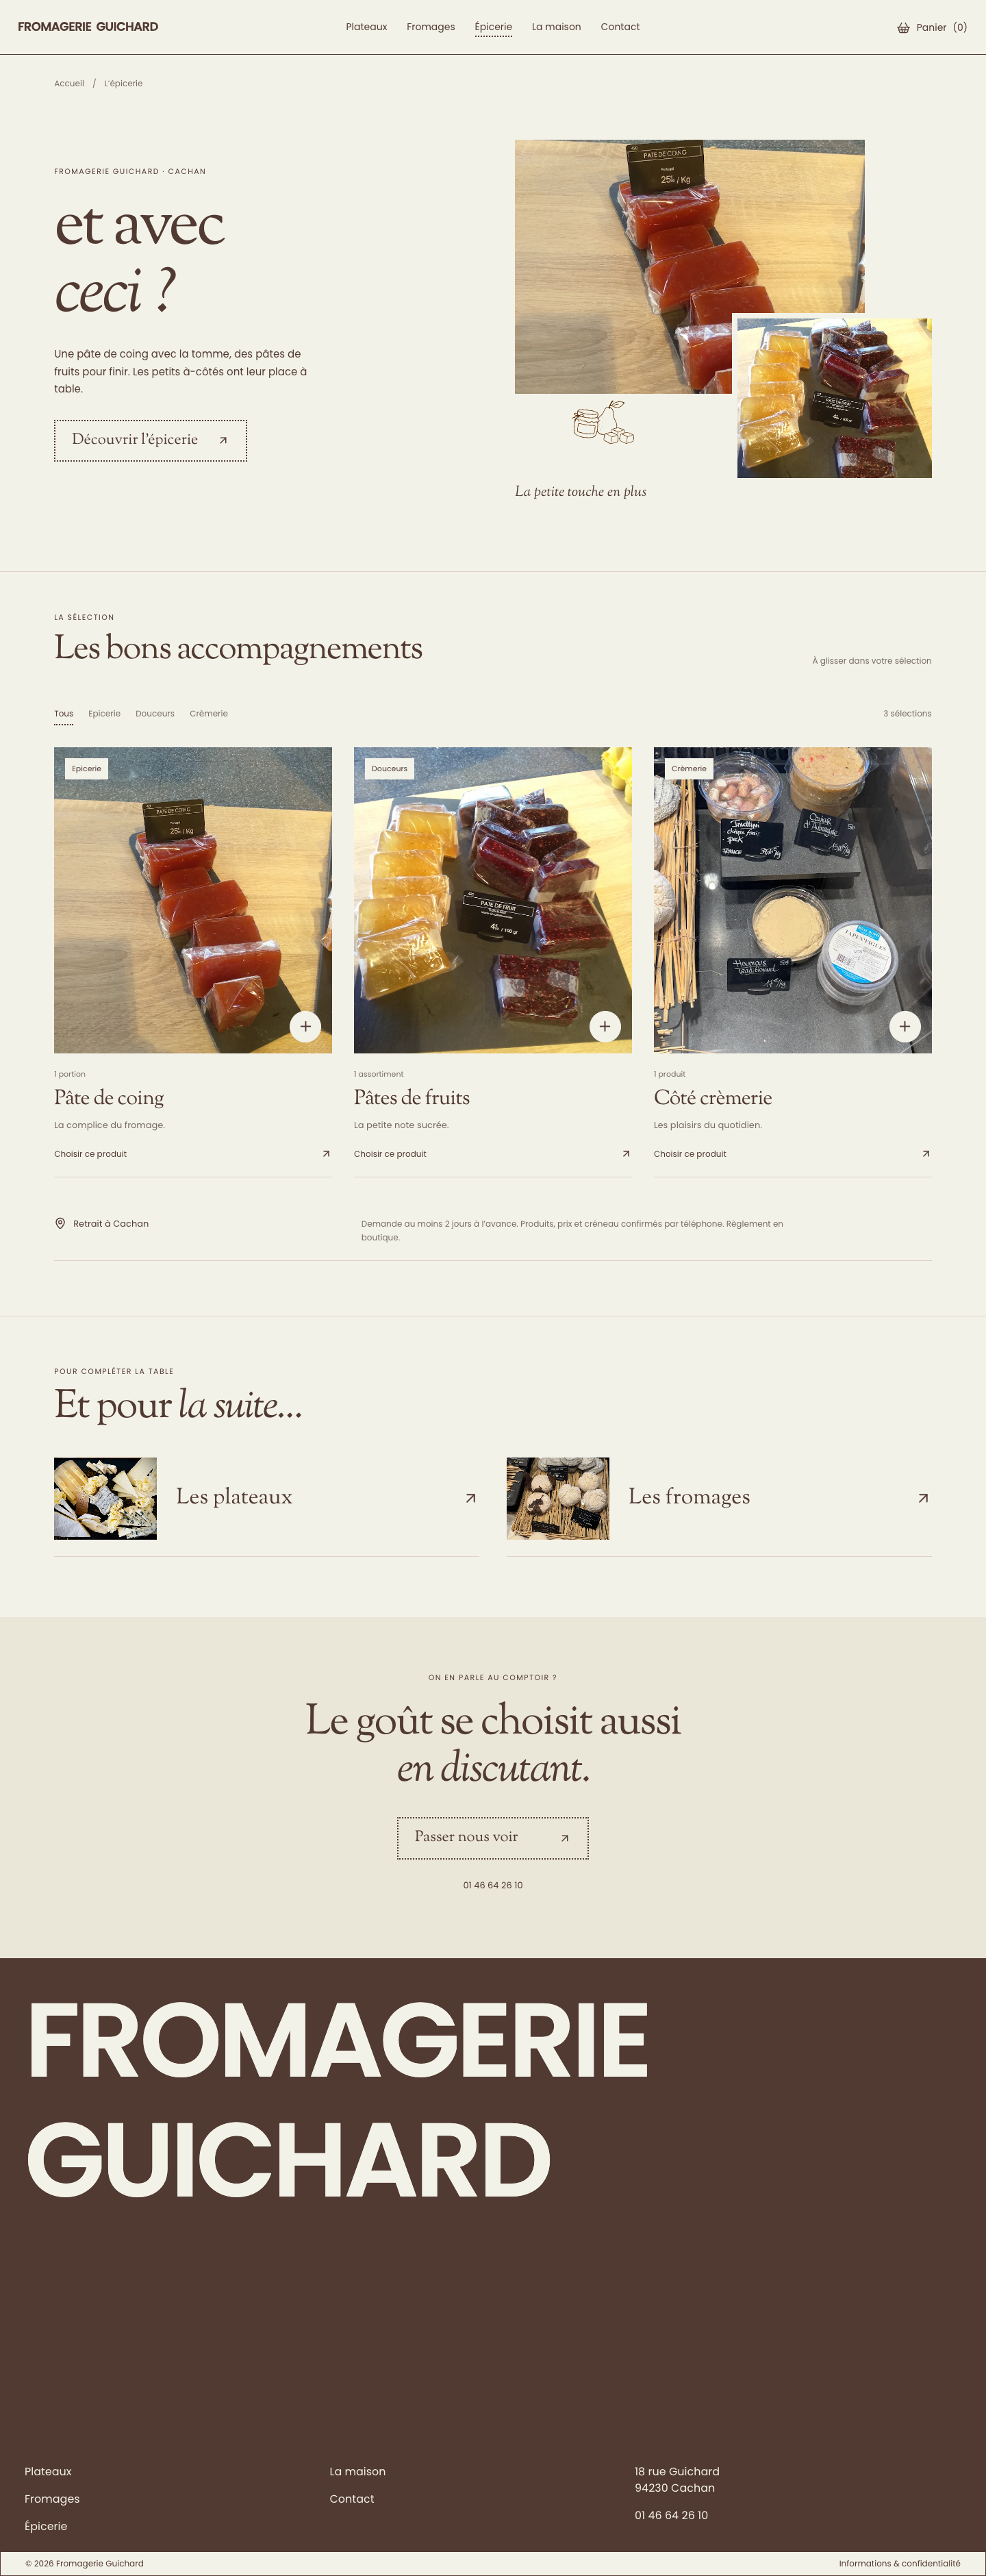 FROMAGERIE GUICHARD
Plateaux
Fromages
Épicerie
La maison
Contact
Panier (0)
Accueil / L'épicerie
FROMAGERIE GUICHARD · CACHAN
et avec
ceci ?
Une pâte de coing avec la tomme, des pâtes de
fruits pour finir. Les petits à-côtés ont leur place à
table.
Découvrir l'épicerie
PATE DE COING
La petite touche en plus
LA SÉLECTION
Les bons accompagnements
À glisser dans votre sélection
Tous
Epicerie
Douceurs
Crèmerie
3 sélections
Epicerie
PATE DE COING
Douceurs
PATE DE FRUIT
Crèmerie
1 portion
Pâte de coing
La complice du fromage.
Choisir ce produit
1 assortiment
Pâtes de fruits
La petite note sucrée.
Choisir ce produit
1 produit
Côté crèmerie
Les plaisirs du quotidien.
Choisir ce produit
Retrait à Cachan
Demande au moins 2 jours à l'avance. Produits, prix et créneau confirmés par téléphone. Règlement en
boutique.
POUR COMPLÉTER LA TABLE
Et pour la suite...
Les plateaux
Les fromages
ON EN PARLE AU COMPTOIR ?
Le goût se choisit aussi
en discutant.
Passer nous voir
01 46 64 26 10
FROMAGERIE
GUICHARD
Plateaux
Fromages
Épicerie
La maison
Contact
18 rue Guichard
94230 Cachan
01 46 64 26 10
© 2026 Fromagerie Guichard
Informations & confidentialité